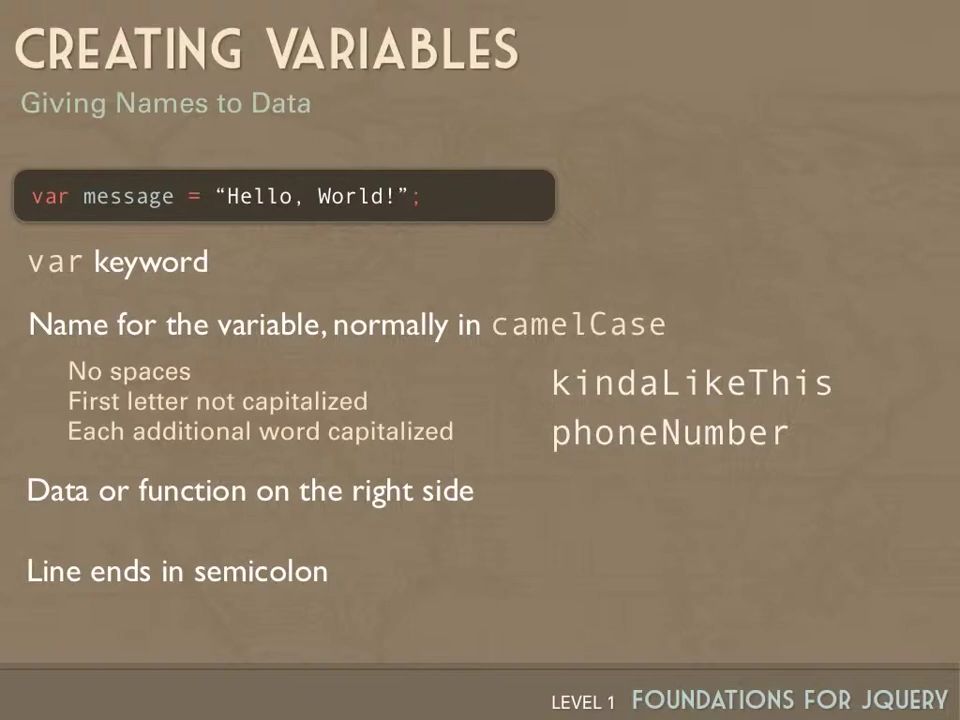 CREATING VARIABLES
Giving Names to Data
var message = “Hello, World!”;
var keyword
Name for the variable, normally in camelCase
No spaces
First letter not capitalized
Each additional word capitalized
kindaLikeThis
phoneNumber
Data or function on the right side
Line ends in semicolon
LEVEL 1 FOUNDATIONS FOR JQUERY